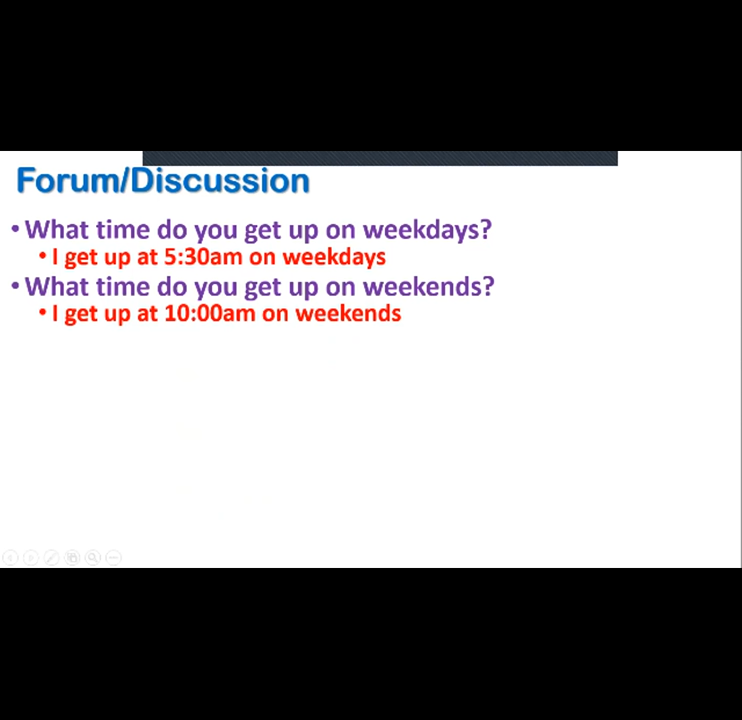 Forum/Discussion
• What time do you get up on weekdays?
• I get up at 5:30am on weekdays
• What time do you get up on weekends?
• I get up at 10:00am on weekends